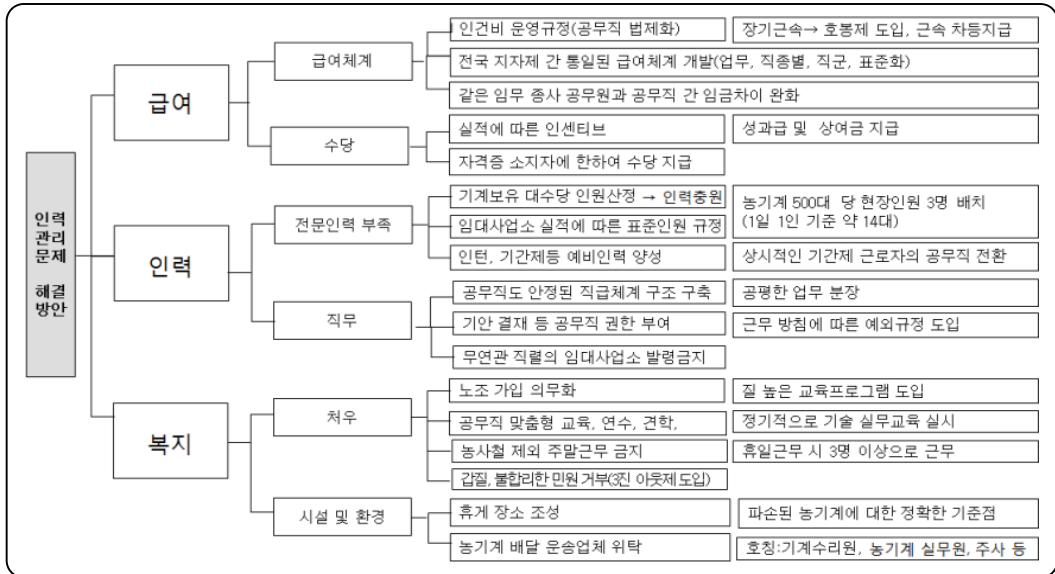 인력
관리
문제
해결
방안
급여
급여체계
인건비 운영규정(공무직 법제화)
장기근속→ 호봉제 도입, 근속 차등지급
전국 지자체 간 통일된 급여체계 개발(업무, 직종별, 직군, 표준화)
같은 임무 종사 공무원과 공무직 간 임금차이 완화
수당
실적에 따른 인센티브
성과급 및 상여금 지급
자격증 소지자에 한하여 수당 지급
인력
전문인력 부족
기계보유 대수당 인원산정 → 인력충원
농기계 500대 당 현장인원 3명 배치
(1일 1인 기준 약 14대)
임대사업소 실적에 따른 표준인원 규정
인턴, 기간제등 예비인력 양성
상시적인 기간제 근로자의 공무직 전환
직무
공무직도 안정된 직급체계 구조 구축
공평한 업무 분장
기안 결재 등 공무직 권한 부여
근무 방침에 따른 예외규정 도입
무연관 직렬의 임대사업소 발령금지
복지
처우
노조 가입 의무화
질 높은 교육프로그램 도입
공무직 맞춤형 교육, 연수, 견학,
정기적으로 기술 실무교육 실시
농사철 제외 주말근무 금지
휴일근무 시 3명 이상으로 근무
갑질, 불합리한 민원 거부(3진 아웃제 도입)
시설 및 환경
휴게 장소 조성
파손된 농기계에 대한 정확한 기준점
농기계 배달 운송업체 위탁
호칭:기계수리원, 농기계 실무원, 주사 등